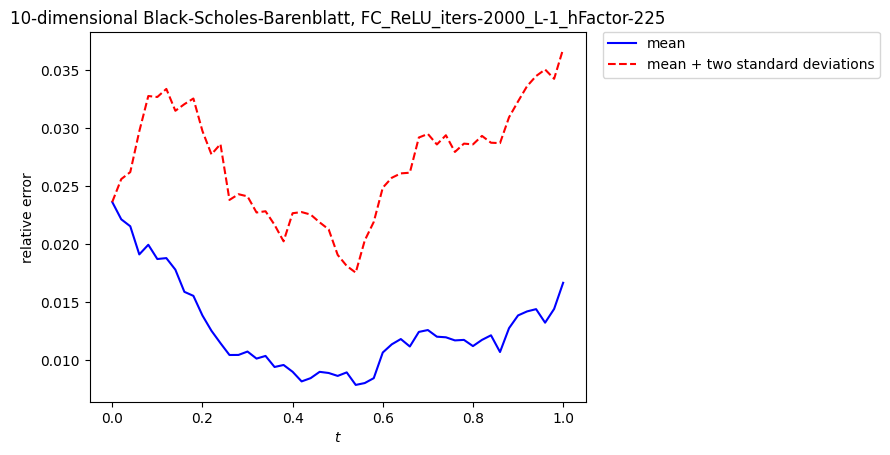 10-dimensional Black-Scholes-Barenblatt, FC_ReLU_iters-2000_L-1_hFactor-225
mean
mean + two standard deviations
relative error
0.035
0.030
0.025
0.020
0.015
0.010
0.0
0.2
0.4
0.6
0.8
1.0
t